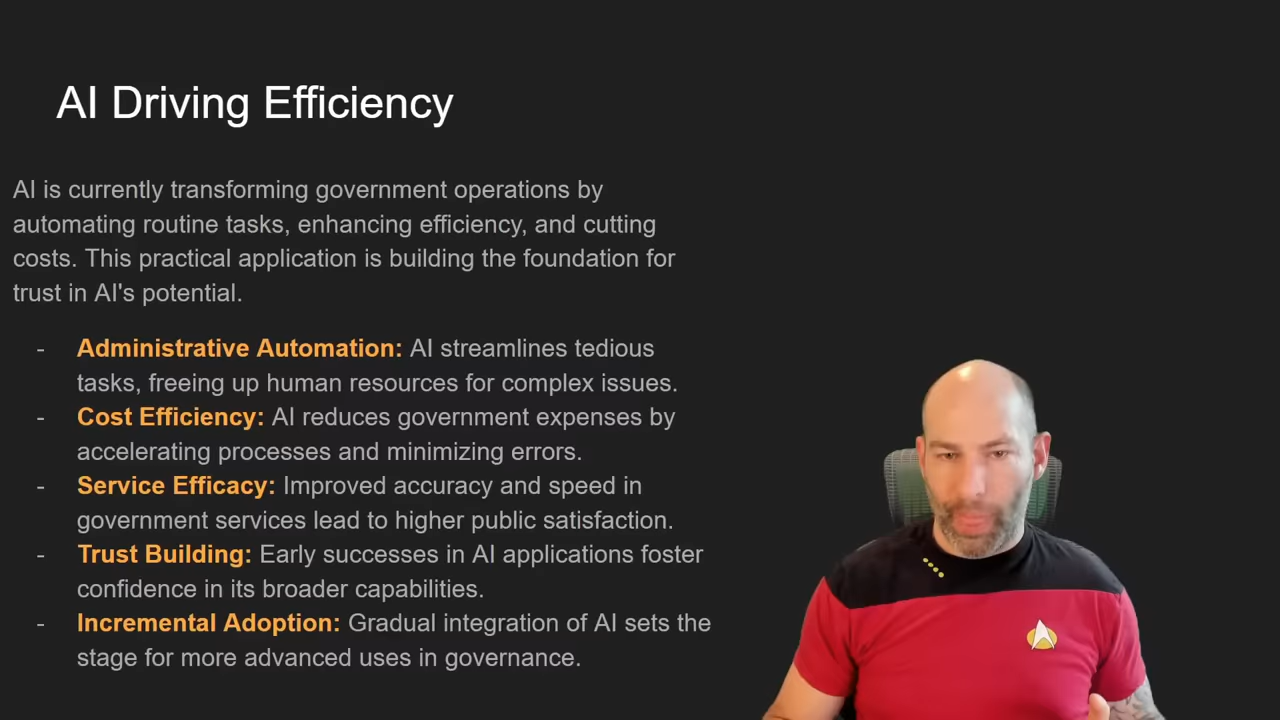 AI Driving Efficiency
AI is currently transforming government operations by
automating routine tasks, enhancing efficiency, and cutting
costs. This practical application is building the foundation for
trust in AI's potential.
- Administrative Automation: AI streamlines tedious
tasks, freeing up human resources for complex issues.
- Cost Efficiency: AI reduces government expenses by
accelerating processes and minimizing errors.
- Service Efficacy: Improved accuracy and speed in
government services lead to higher public satisfaction.
- Trust Building: Early successes in AI applications foster
confidence in its broader capabilities.
- Incremental Adoption: Gradual integration of AI sets the
stage for more advanced uses in governance.